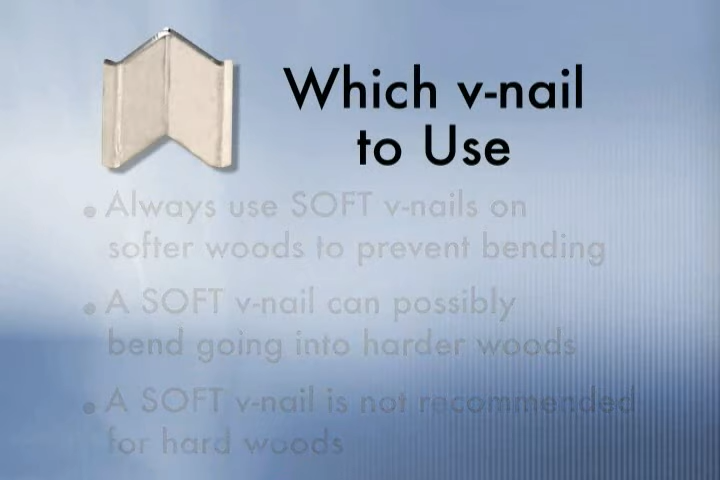 Which v-nail
to Use
• Always use SOFT v-nails on
softer woods to prevent bending
• A SOFT v-nail can possibly
bend going into harder woods
• A SOFT v-nail is not recommended
for hard woods